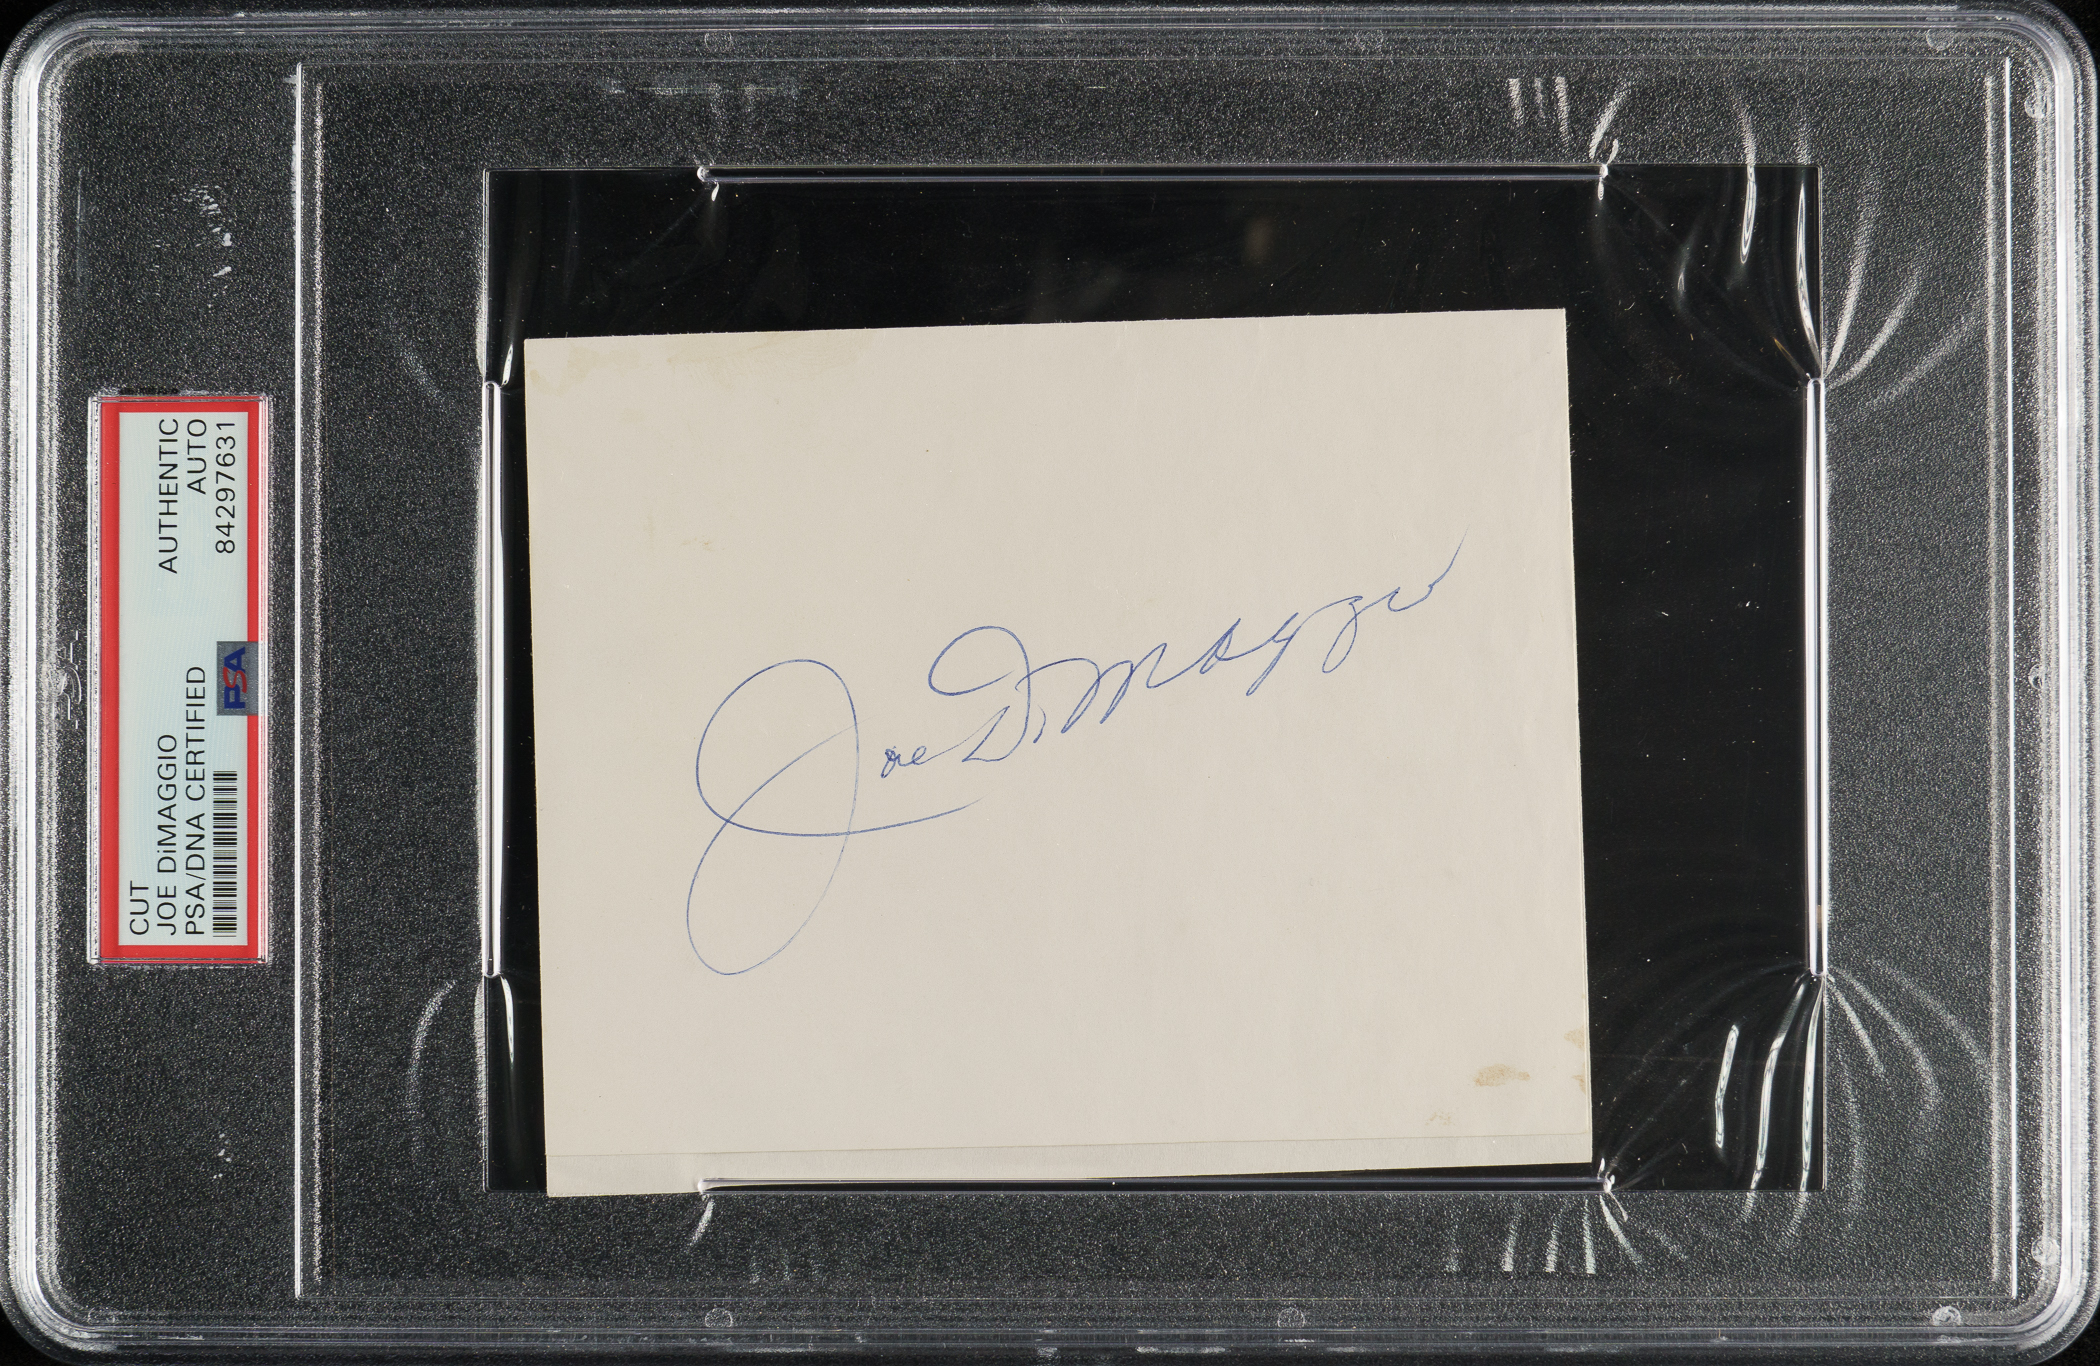 CUT
JOE DiMAGGIO
PSA/DNA CERTIFIED
AUTHENTIC
AUTO
84297631
PSA
Joe DiMaggio